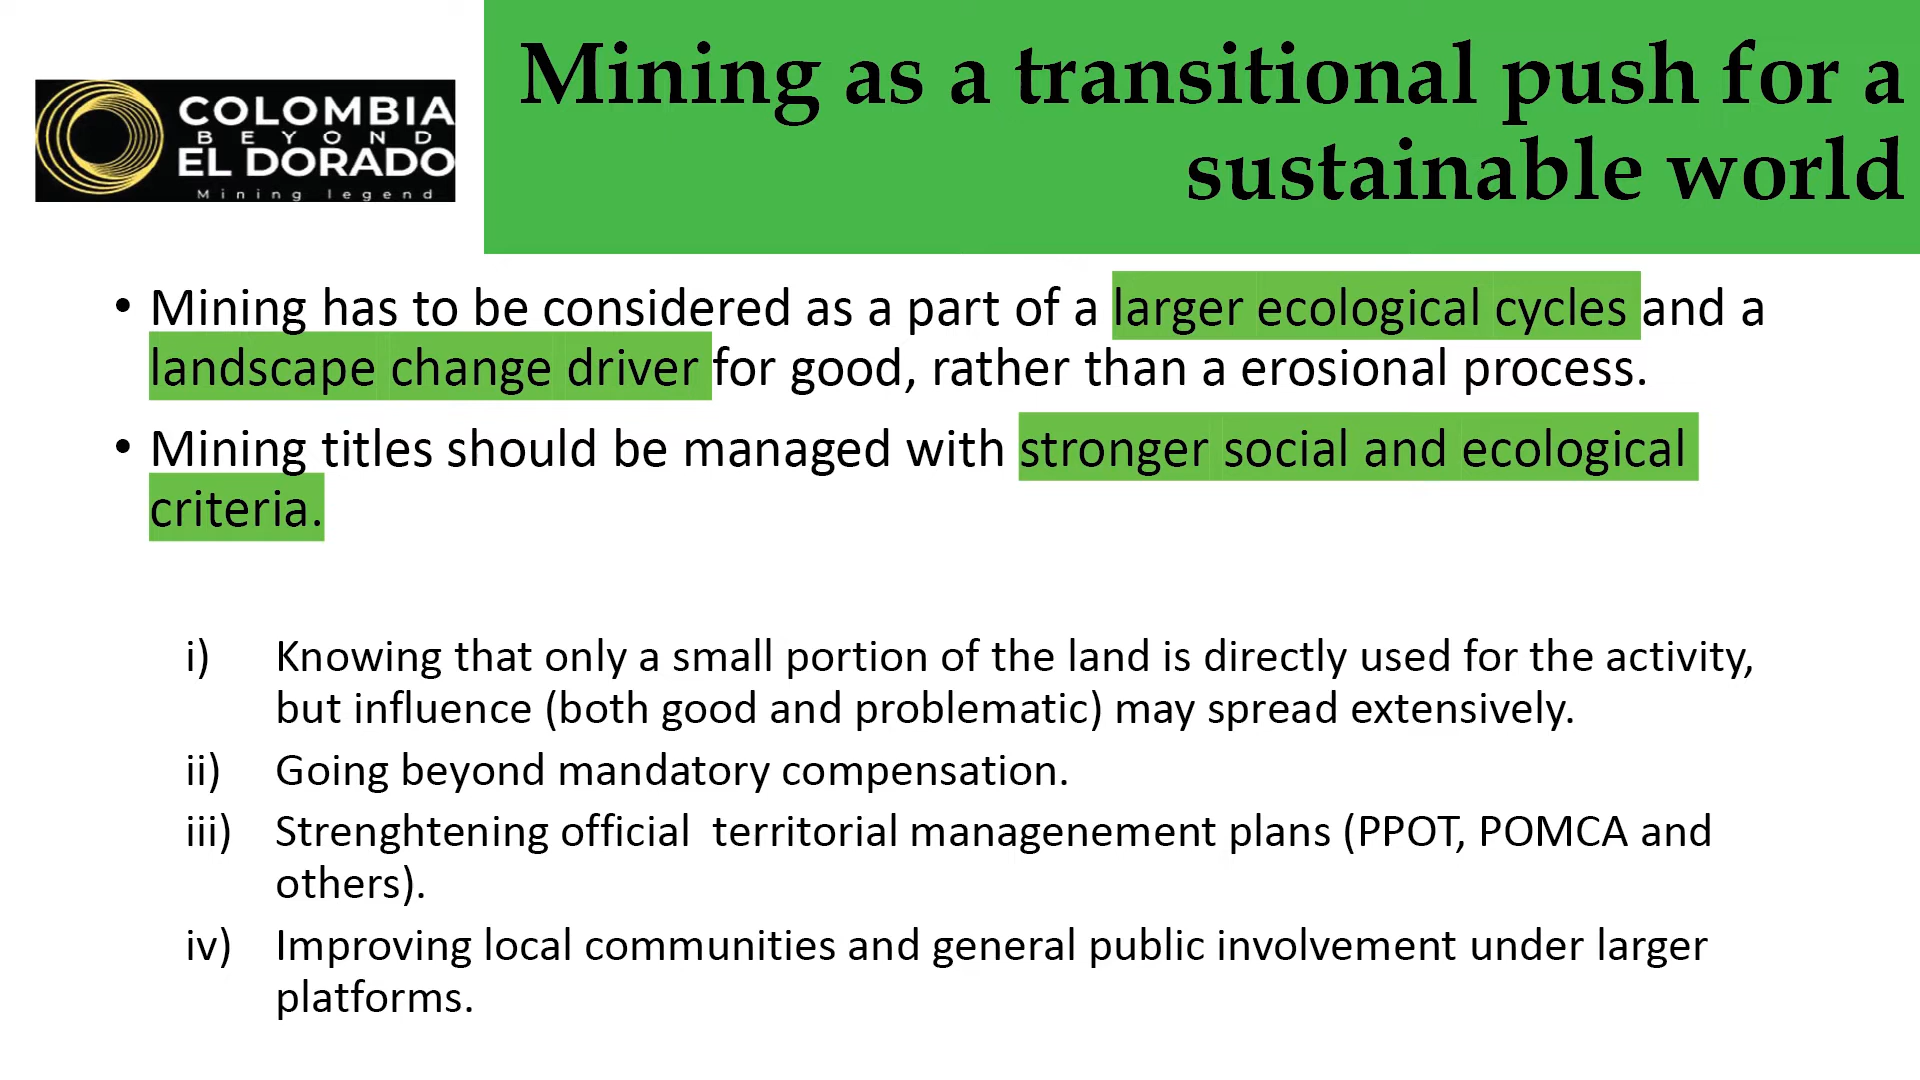 COLOMBIA
BEYOND
EL DORADO
Mining legend
Mining as a transitional push for a
sustainable world
• Mining has to be considered as a part of a larger ecological cycles and a
landscape change driver for good, rather than a erosional process.
• Mining titles should be managed with stronger social and ecological
criteria.
i) Knowing that only a small portion of the land is directly used for the activity,
but influence (both good and problematic) may spread extensively.
ii) Going beyond mandatory compensation.
iii) Strenghtening official  territorial managenement plans (PPOT, POMCA and
others).
iv) Improving local communities and general public involvement under larger
platforms.